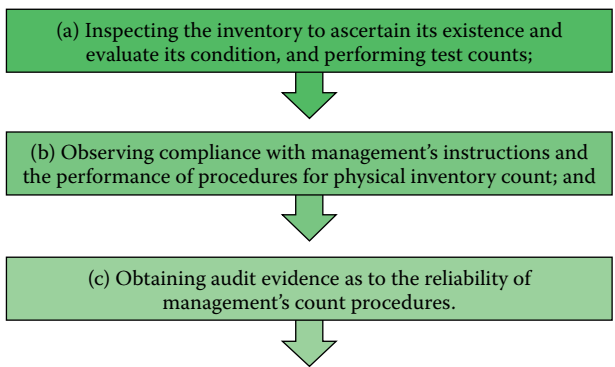 (a) Inspecting the inventory to ascertain its existence and
evaluate its condition, and performing test counts;
(b) Observing compliance with management’s instructions and
the performance of procedures for physical inventory count; and
(c) Obtaining audit evidence as to the reliability of
management’s count procedures.